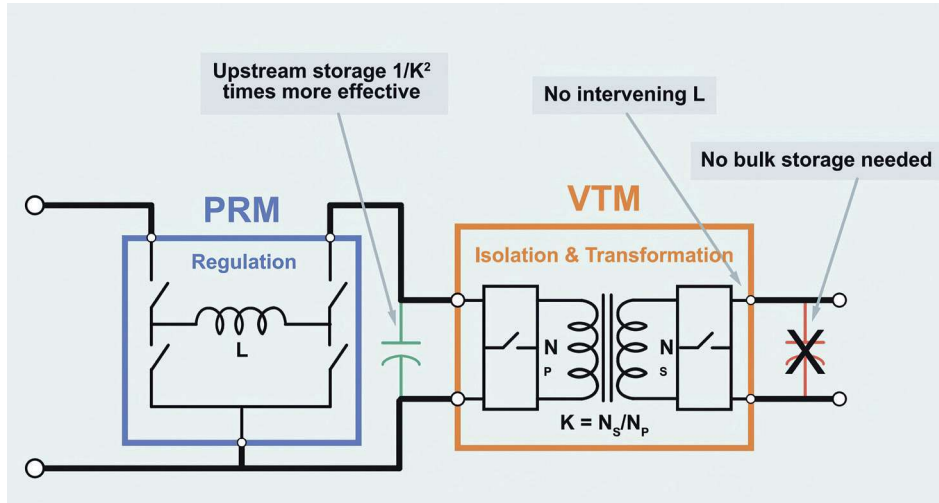 Upstream storage 1/K²
times more effective
No intervening L
No bulk storage needed
PRM
VTM
Regulation
Isolation & Transformation
L
N
P
N
S
K = Nₛ/Nₚ